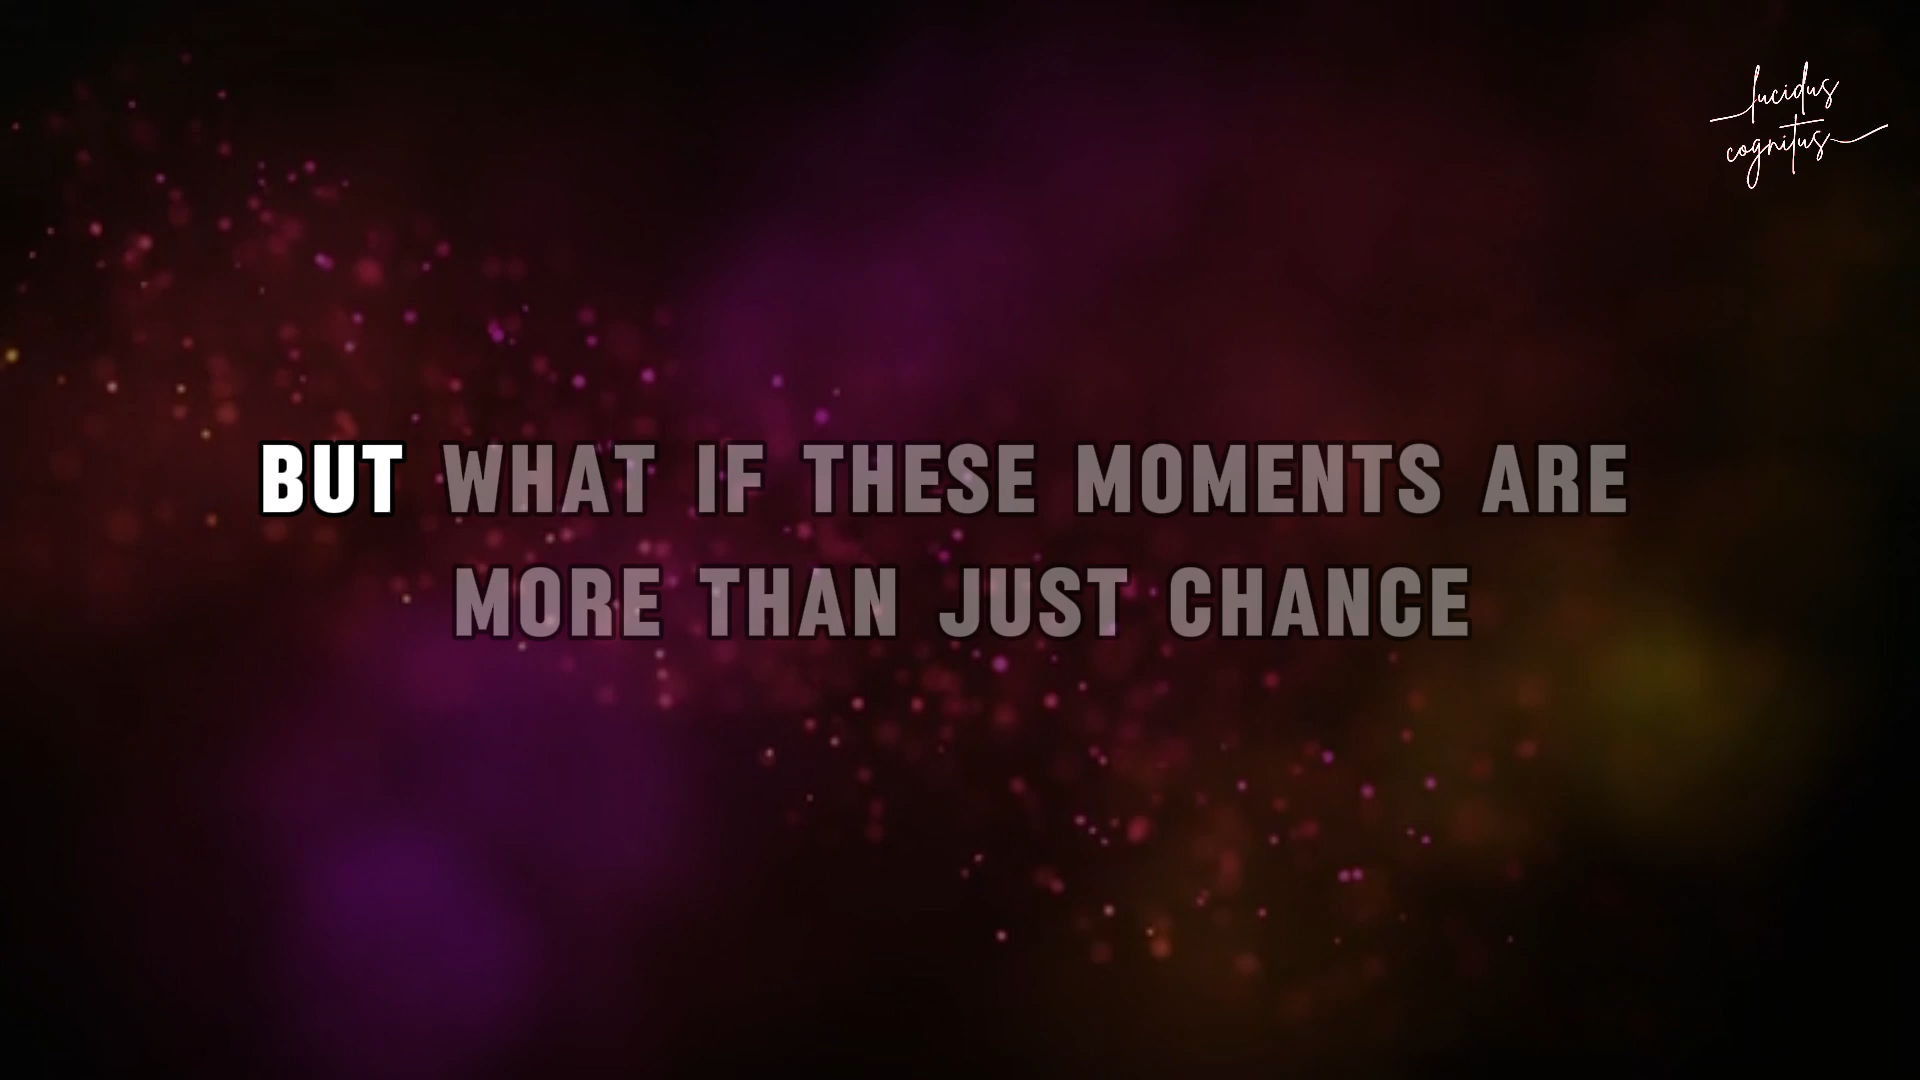 lucidus
cognitus
BUT WHAT IF THESE MOMENTS ARE
MORE THAN JUST CHANCE